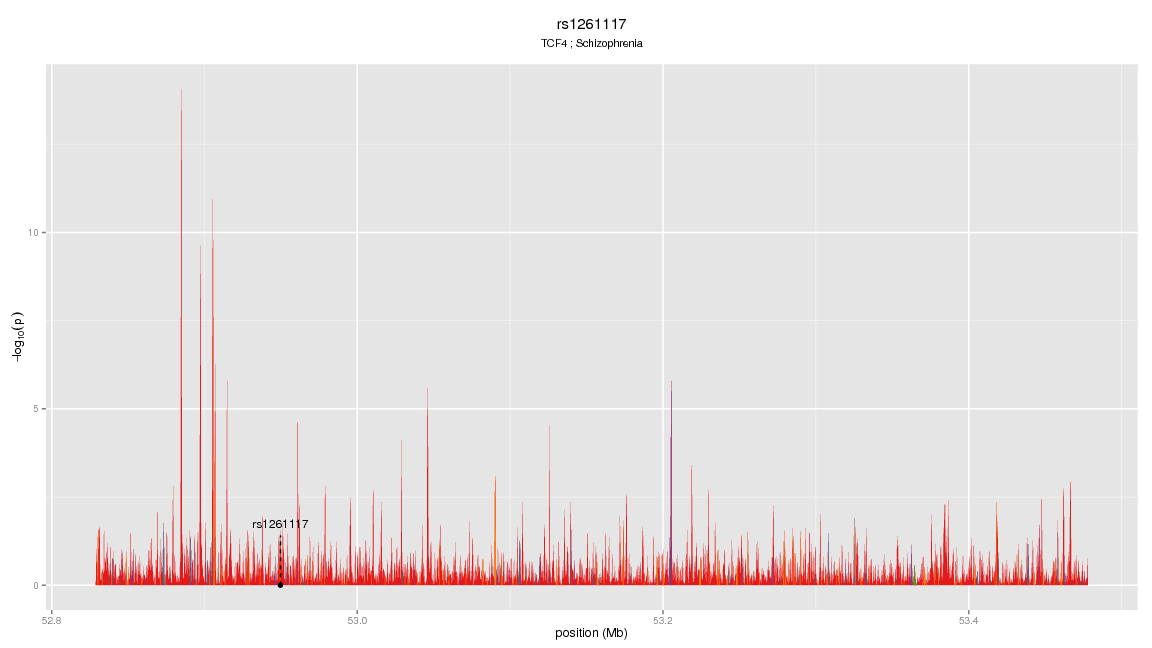 rs1261117
TCF4 ; Schizophrenia
10
5
0
−log10(p)
rs1261117
52.8 53.0 53.2 53.4
position (Mb)